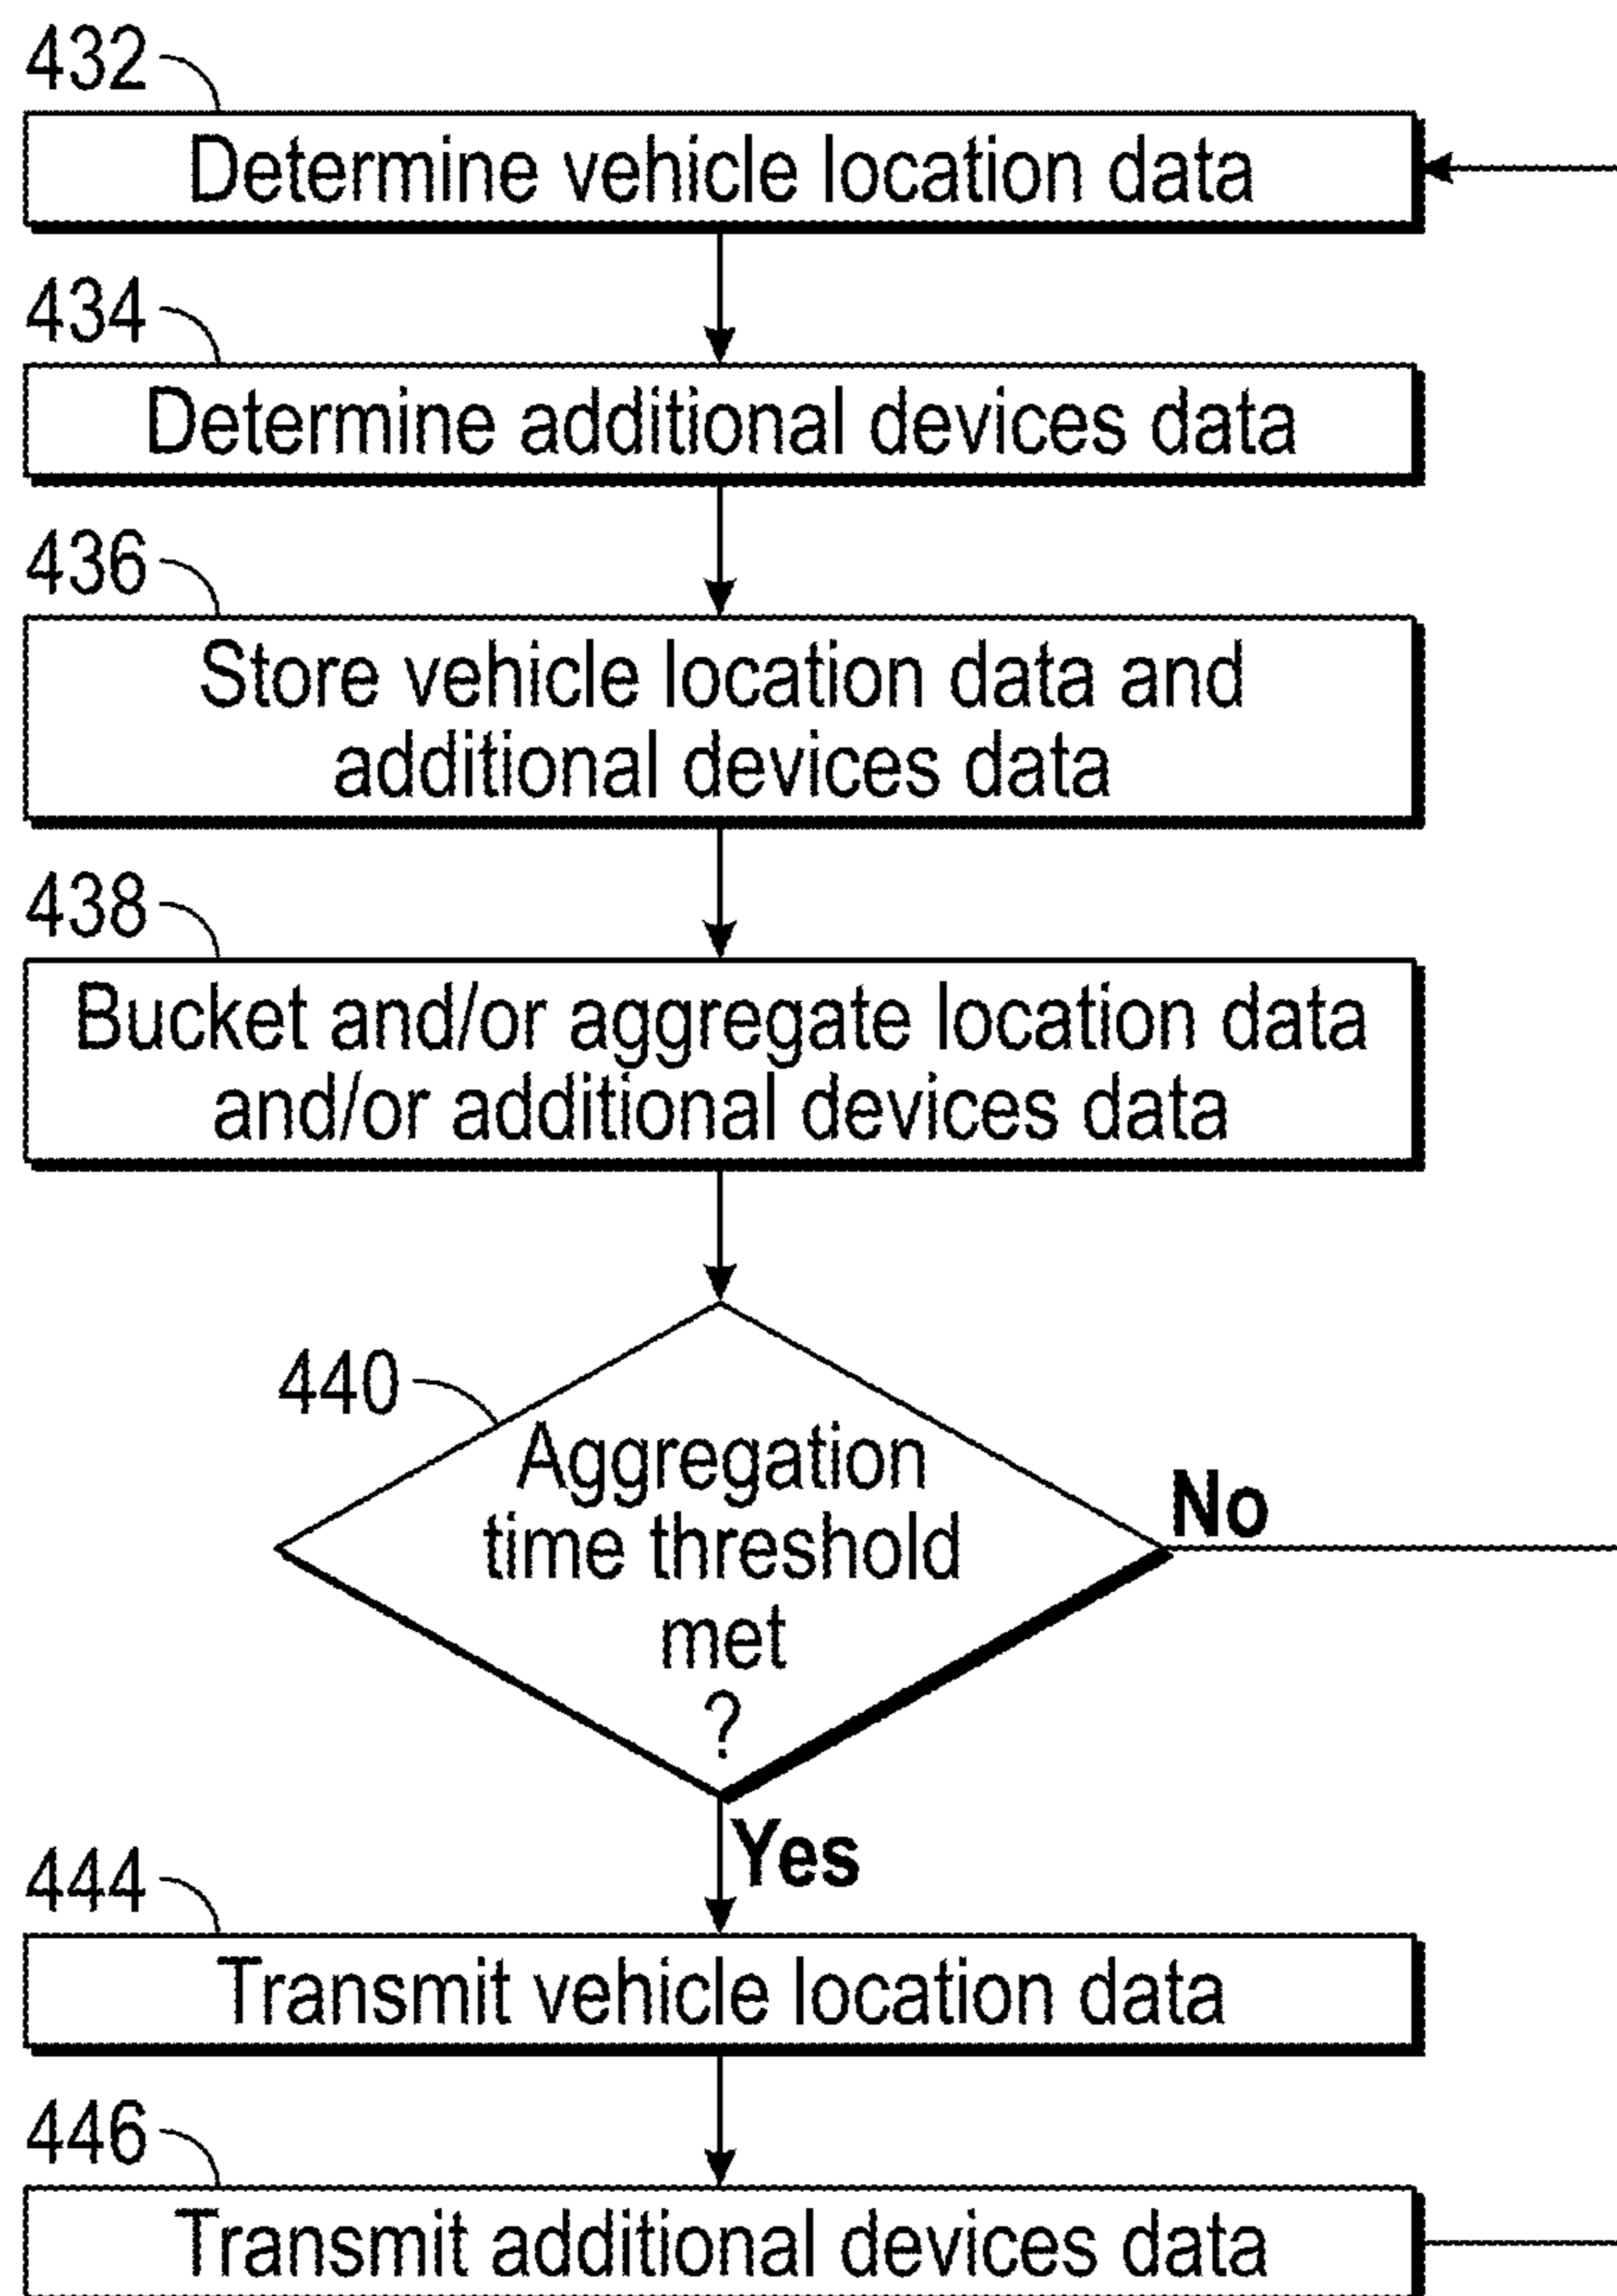 432
Determine vehicle location data
434
Determine additional devices data
436
Store vehicle location data and
additional devices data
438
Bucket and/or aggregate location data
and/or additional devices data
440
Aggregation
time threshold
met
?
No
Yes
444
Transmit vehicle location data
446
Transmit additional devices data